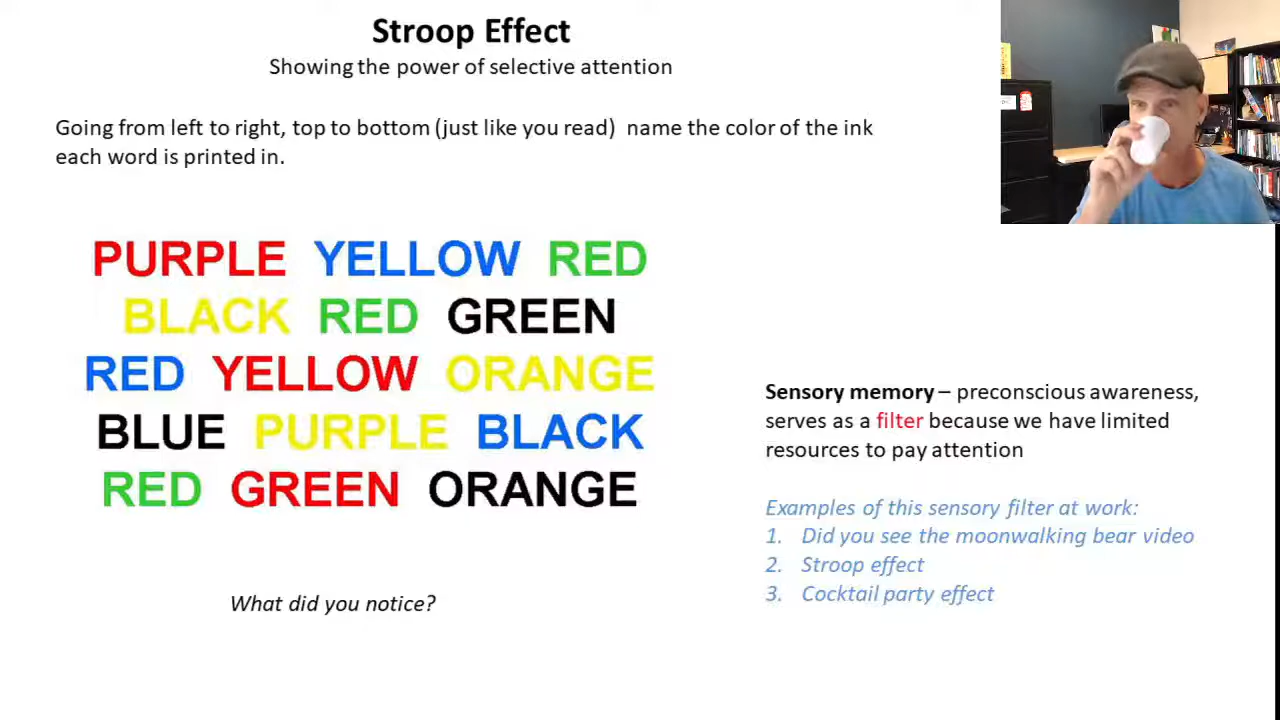 Stroop Effect
Showing the power of selective attention
Going from left to right, top to bottom (just like you read) name the color of the ink
each word is printed in.
PURPLE YELLOW RED
BLACK RED GREEN
RED YELLOW ORANGE
BLUE PURPLE BLACK
RED GREEN ORANGE
What did you notice?
Sensory memory – preconscious awareness,
serves as a filter because we have limited
resources to pay attention
Examples of this sensory filter at work:
1. Did you see the moonwalking bear video
2. Stroop effect
3. Cocktail party effect